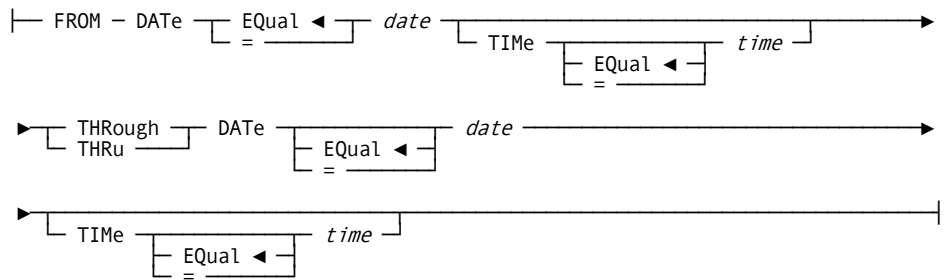 FROM DATe EQual ◄ date
= TIMe time
EQual ◄
=
THRough DATe date
THRu EQual ◄
=
TIMe time
EQual ◄
=